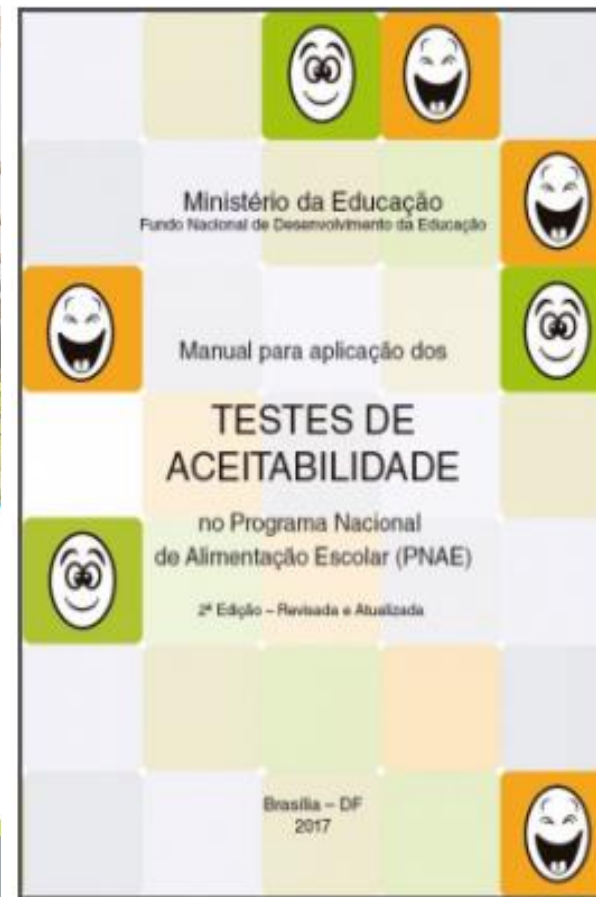 Ministério da Educação
Fundo Nacional de Desenvolvimento da Educação
Manual para aplicação dos
TESTES DE
ACEITABILIDADE
no Programa Nacional
de Alimentação Escolar (PNAE)
2ª Edição – Revisada e Atualizada
Brasília – DF
2017